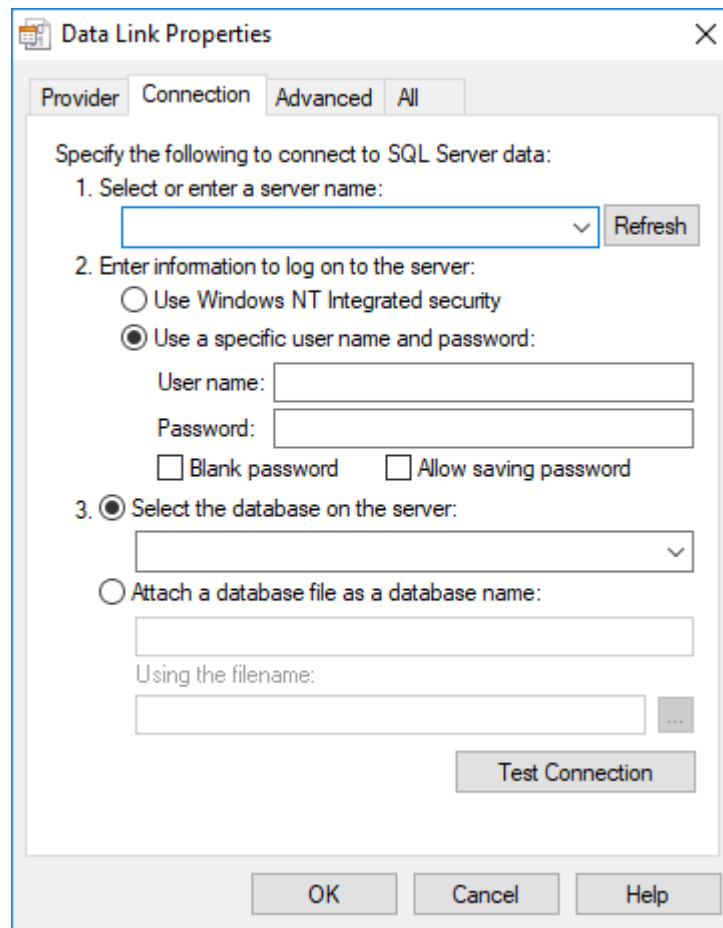 Data Link Properties
Provider Connection Advanced All
Specify the following to connect to SQL Server data:
1. Select or enter a server name:
Refresh
2. Enter information to log on to the server:
Use Windows NT Integrated security
Use a specific user name and password:
User name:
Password:
Blank password Allow saving password
3. Select the database on the server:
Attach a database file as a database name:
Using the filename:
...
Test Connection
OK Cancel Help